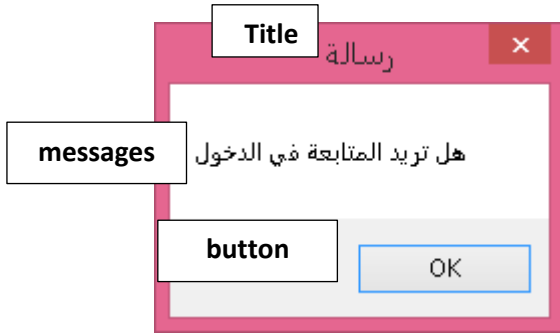 Title
رسالة
messages
هل تريد المتابعة في الدخول
button
OK